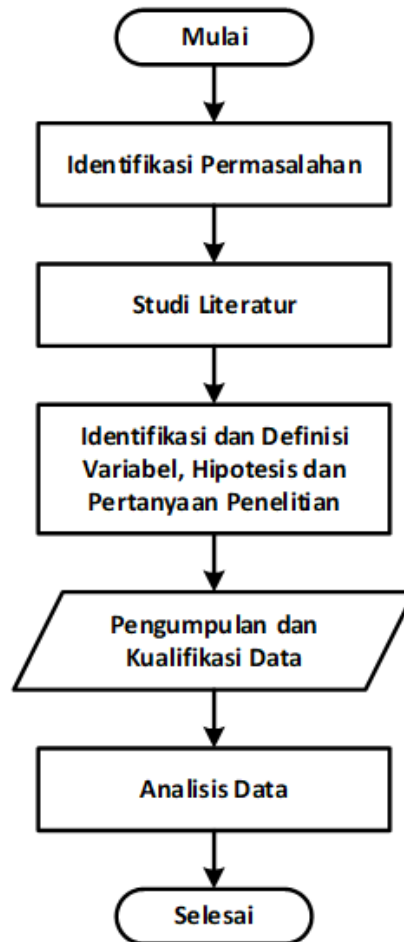 Mulai
Identifikasi Permasalahan
Studi Literatur
Identifikasi dan Definisi
Variabel, Hipotesis dan
Pertanyaan Penelitian
Pengumpulan dan
Kualifikasi Data
Analisis Data
Selesai